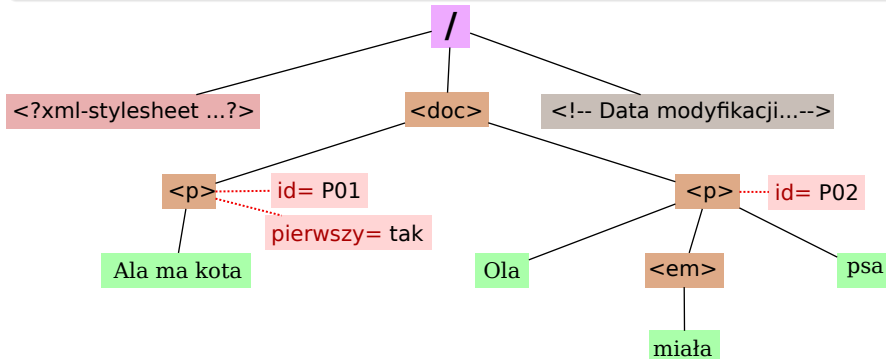 /
<?xml-stylesheet ...?>
<doc>
<!-- Data modyfikacji...-->
<p>
id= P01
pierwszy= tak
<p>
id= P02
Ala ma kota
Ola
<em>
psa
miała